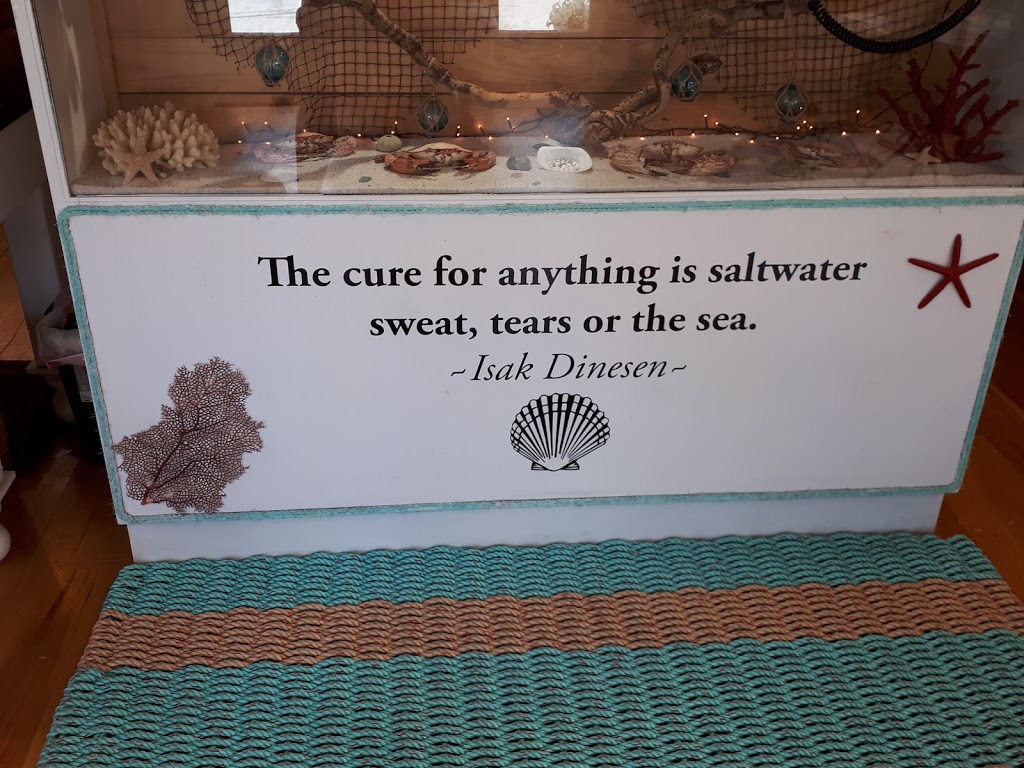 The cure for anything is saltwater
sweat, tears or the sea.
~Isak Dinesen~